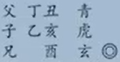 父 丁丑 青
子 乙亥 虎
兄 酉 玄 ◎